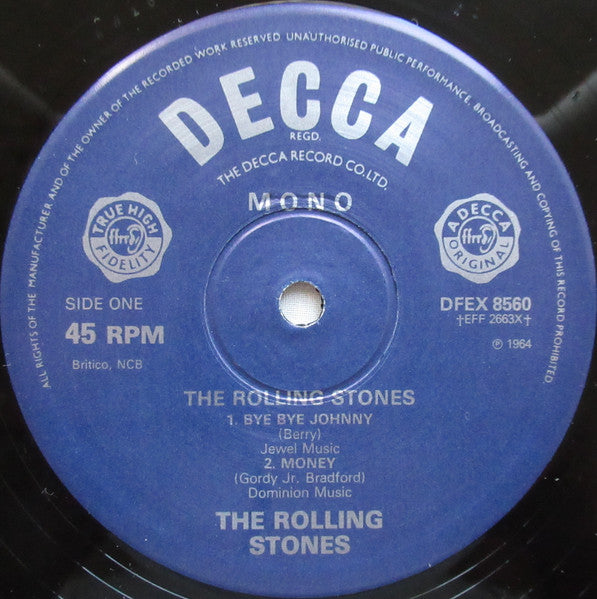 ALL RIGHTS OF THE MANUFACTURER AND OF THE OWNER OF THE RECORDED WORK RESERVED UNAUTHORISED PUBLIC PERFORMANCE, BROADCASTING AND COPYING OF THIS RECORD PROHIBITED.
DECCA
REGD.
THE DECCA RECORD CO. LTD.
MONO
TRUE HIGH
ffrr
FIDELITY
A DECCA
ffrr
ORIGINAL
SIDE ONE
45 RPM
Britico, NCB
DFEX 8560
†EFF 2663X†
℗ 1964
THE ROLLING STONES
1. BYE BYE JOHNNY
(Berry)
Jewel Music
2. MONEY
(Gordy Jr. Bradford)
Dominion Music
THE ROLLING
STONES